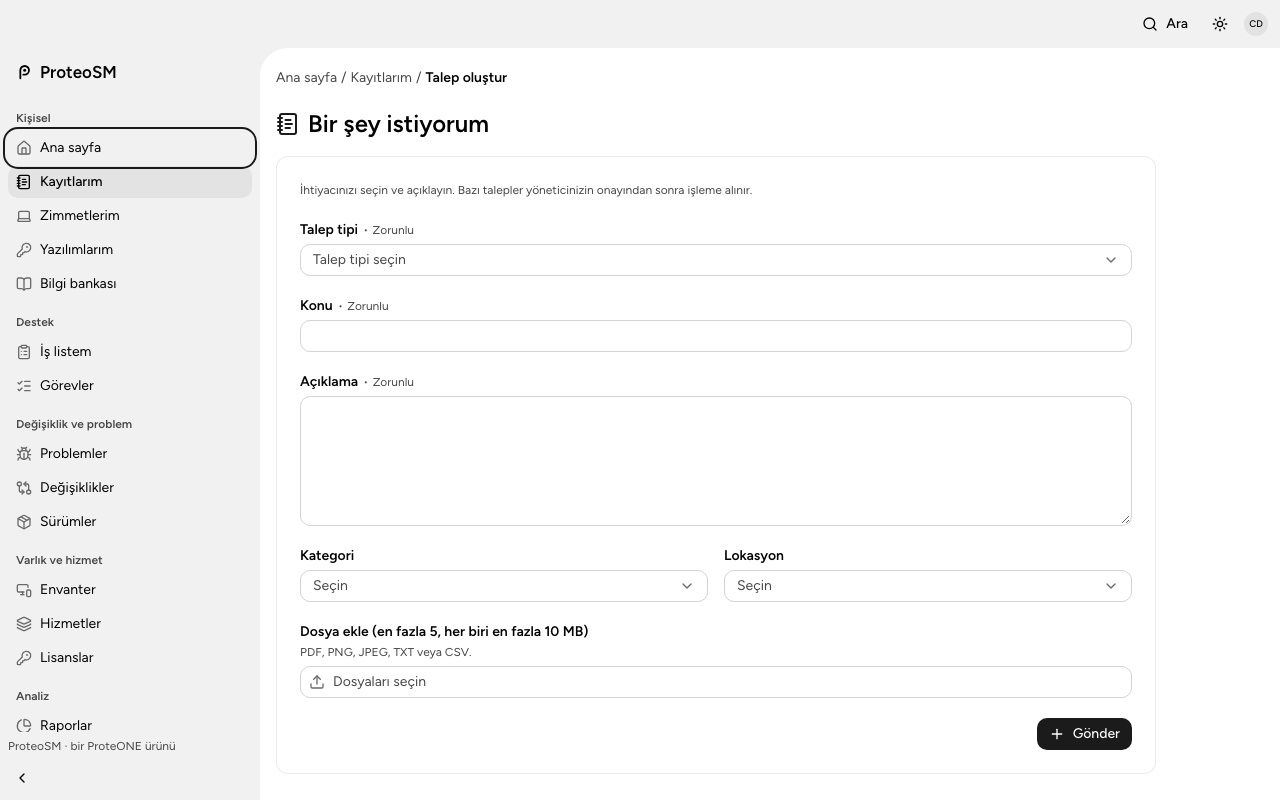 Ara
CD
ProteoSM
Kişisel
Ana sayfa
Kayıtlarım
Zimmetlerim
Yazılımlarım
Bilgi bankası
Destek
İş listem
Görevler
Değişiklik ve problem
Problemler
Değişiklikler
Sürümler
Varlık ve hizmet
Envanter
Hizmetler
Lisanslar
Analiz
Raporlar
ProteoSM · bir ProteONE ürünü
Ana sayfa / Kayıtlarım / Talep oluştur
Bir şey istiyorum
İhtiyacınızı seçin ve açıklayın. Bazı talepler yöneticinizin onayından sonra işleme alınır.
Talep tipi • Zorunlu
Talep tipi seçin
Konu • Zorunlu
Açıklama • Zorunlu
Kategori
Seçin
Lokasyon
Seçin
Dosya ekle (en fazla 5, her biri en fazla 10 MB)
PDF, PNG, JPEG, TXT veya CSV.
Dosyaları seçin
Gönder